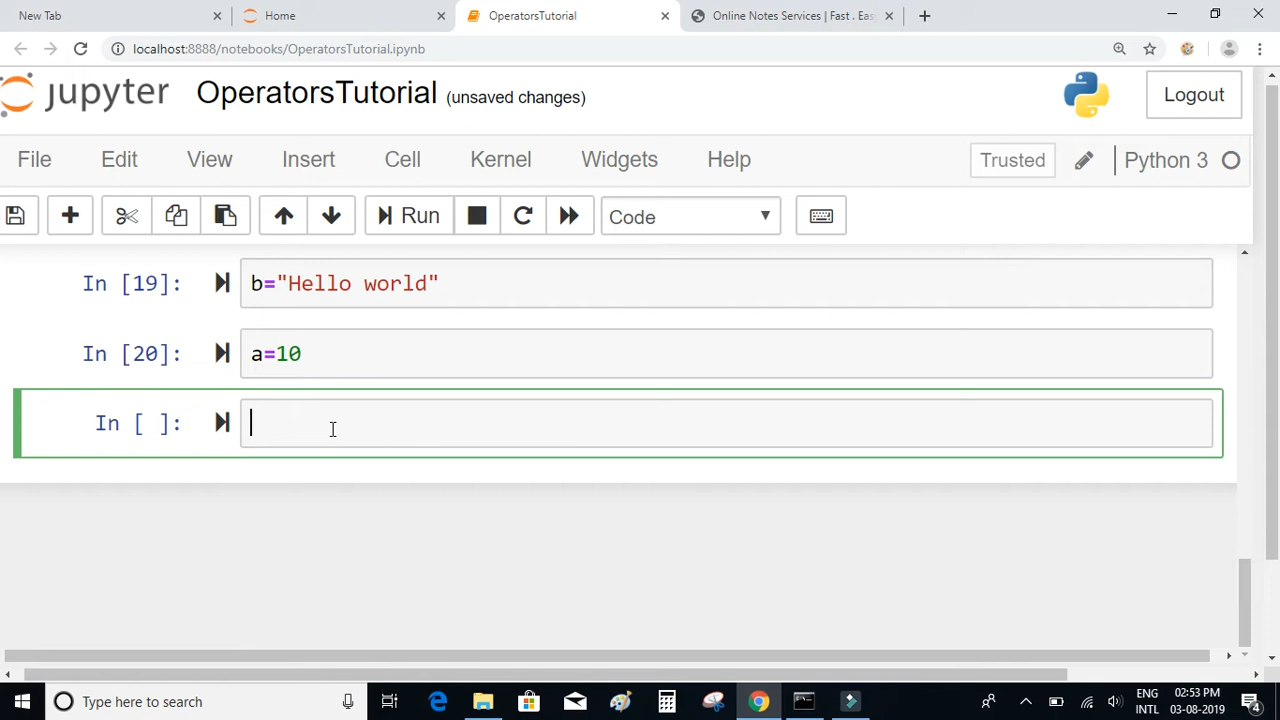 New Tab
Home
OperatorsTutorial
Online Notes Services | Fast . Easy
localhost:8888/notebooks/OperatorsTutorial.ipynb
jupyter OperatorsTutorial (unsaved changes)
Logout
File Edit View Insert Cell Kernel Widgets Help Trusted Python 3
Run Code
In [19]: b="Hello world"
In [20]: a=10
In [ ]:
Type here to search
ENG 02:53 PM
INTL 03-08-2019
4